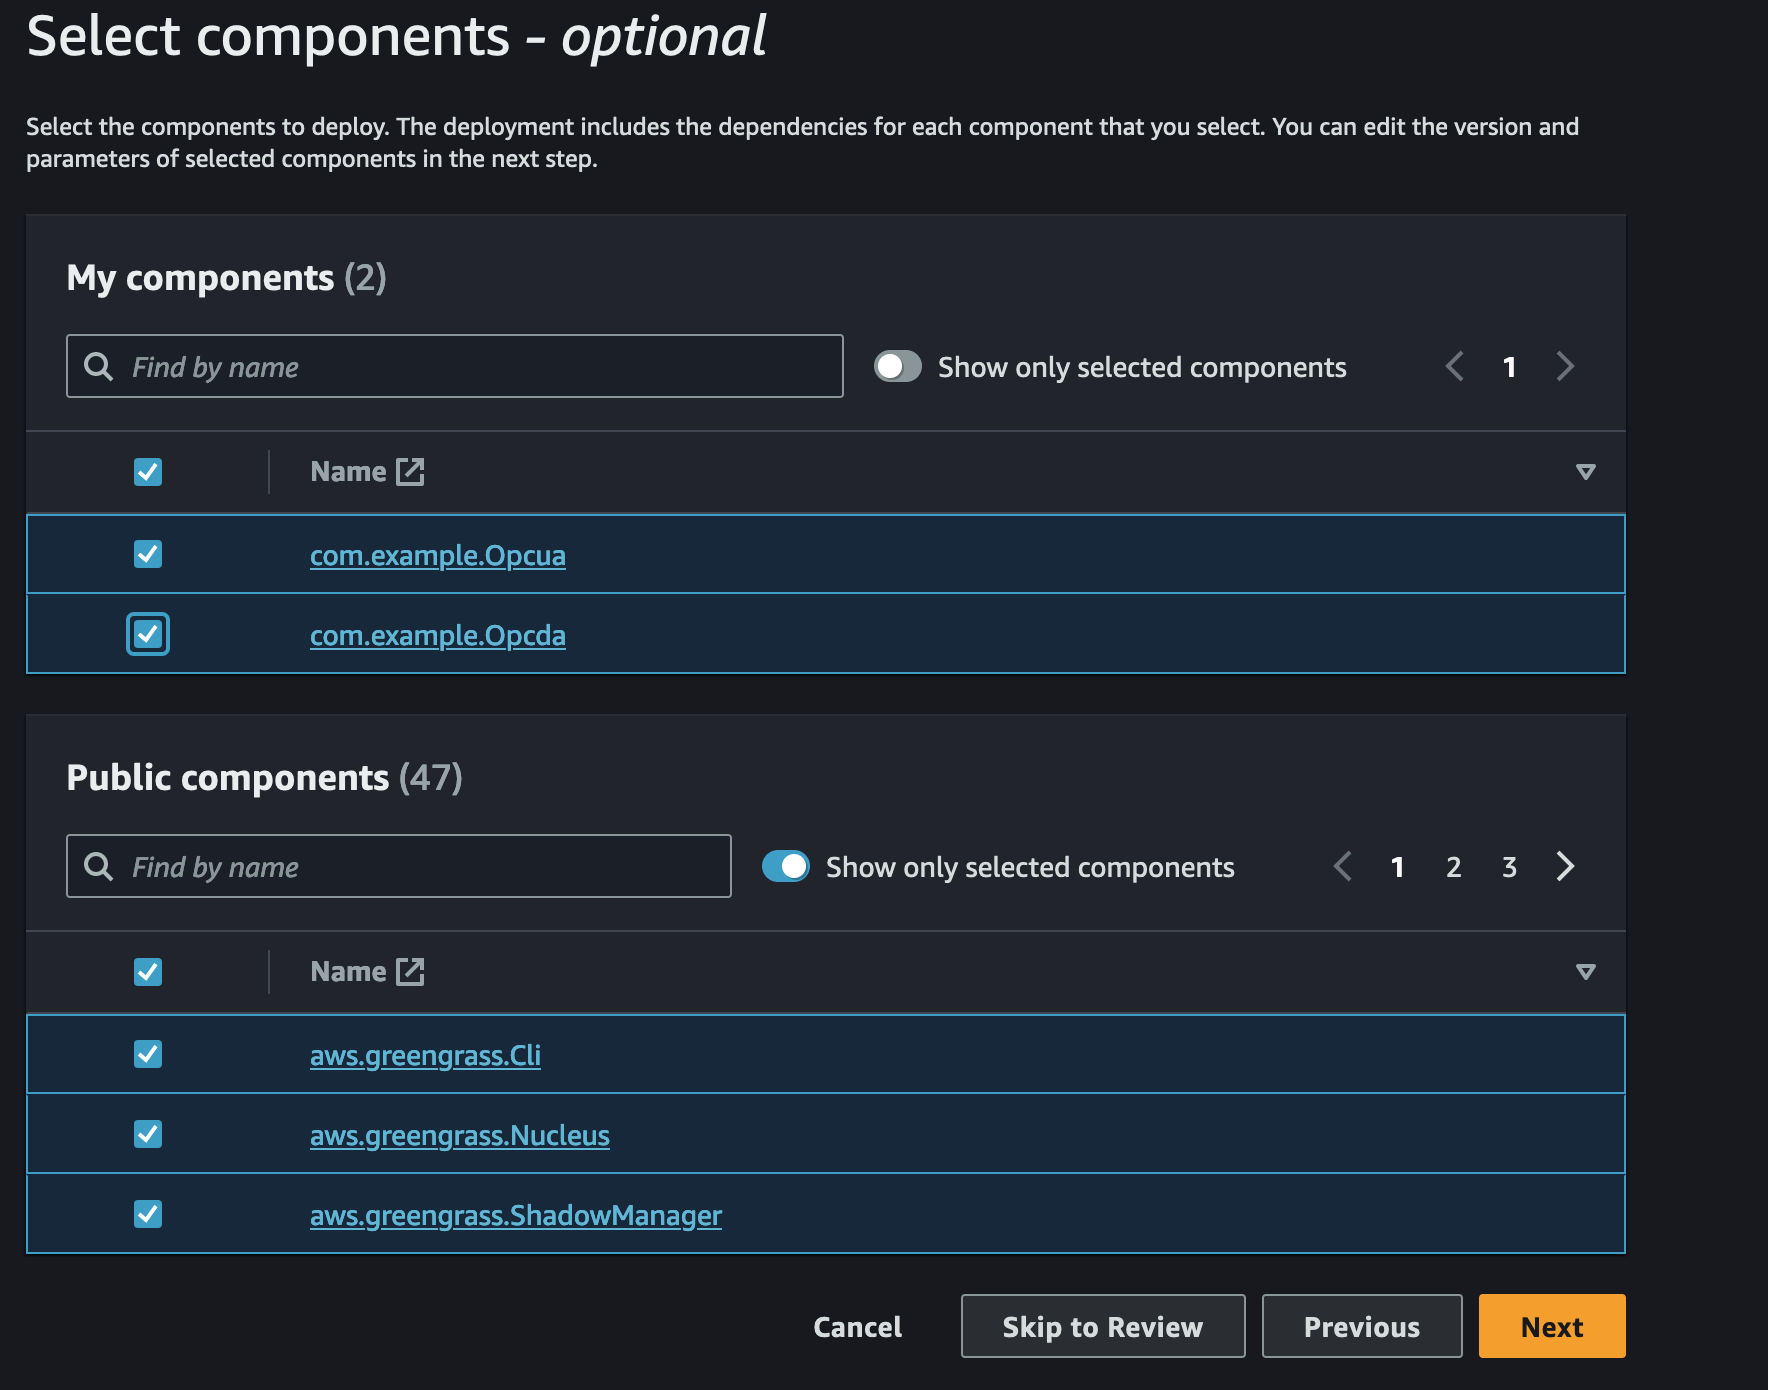 Select components - optional
Select the components to deploy. The deployment includes the dependencies for each component that you select. You can edit the version and
parameters of selected components in the next step.
My components (2)
Find by name
Show only selected components
1
Name
com.example.Opcua
com.example.Opcda
Public components (47)
Find by name
Show only selected components
1 2 3
Name
aws.greengrass.Cli
aws.greengrass.Nucleus
aws.greengrass.ShadowManager
Cancel
Skip to Review
Previous
Next